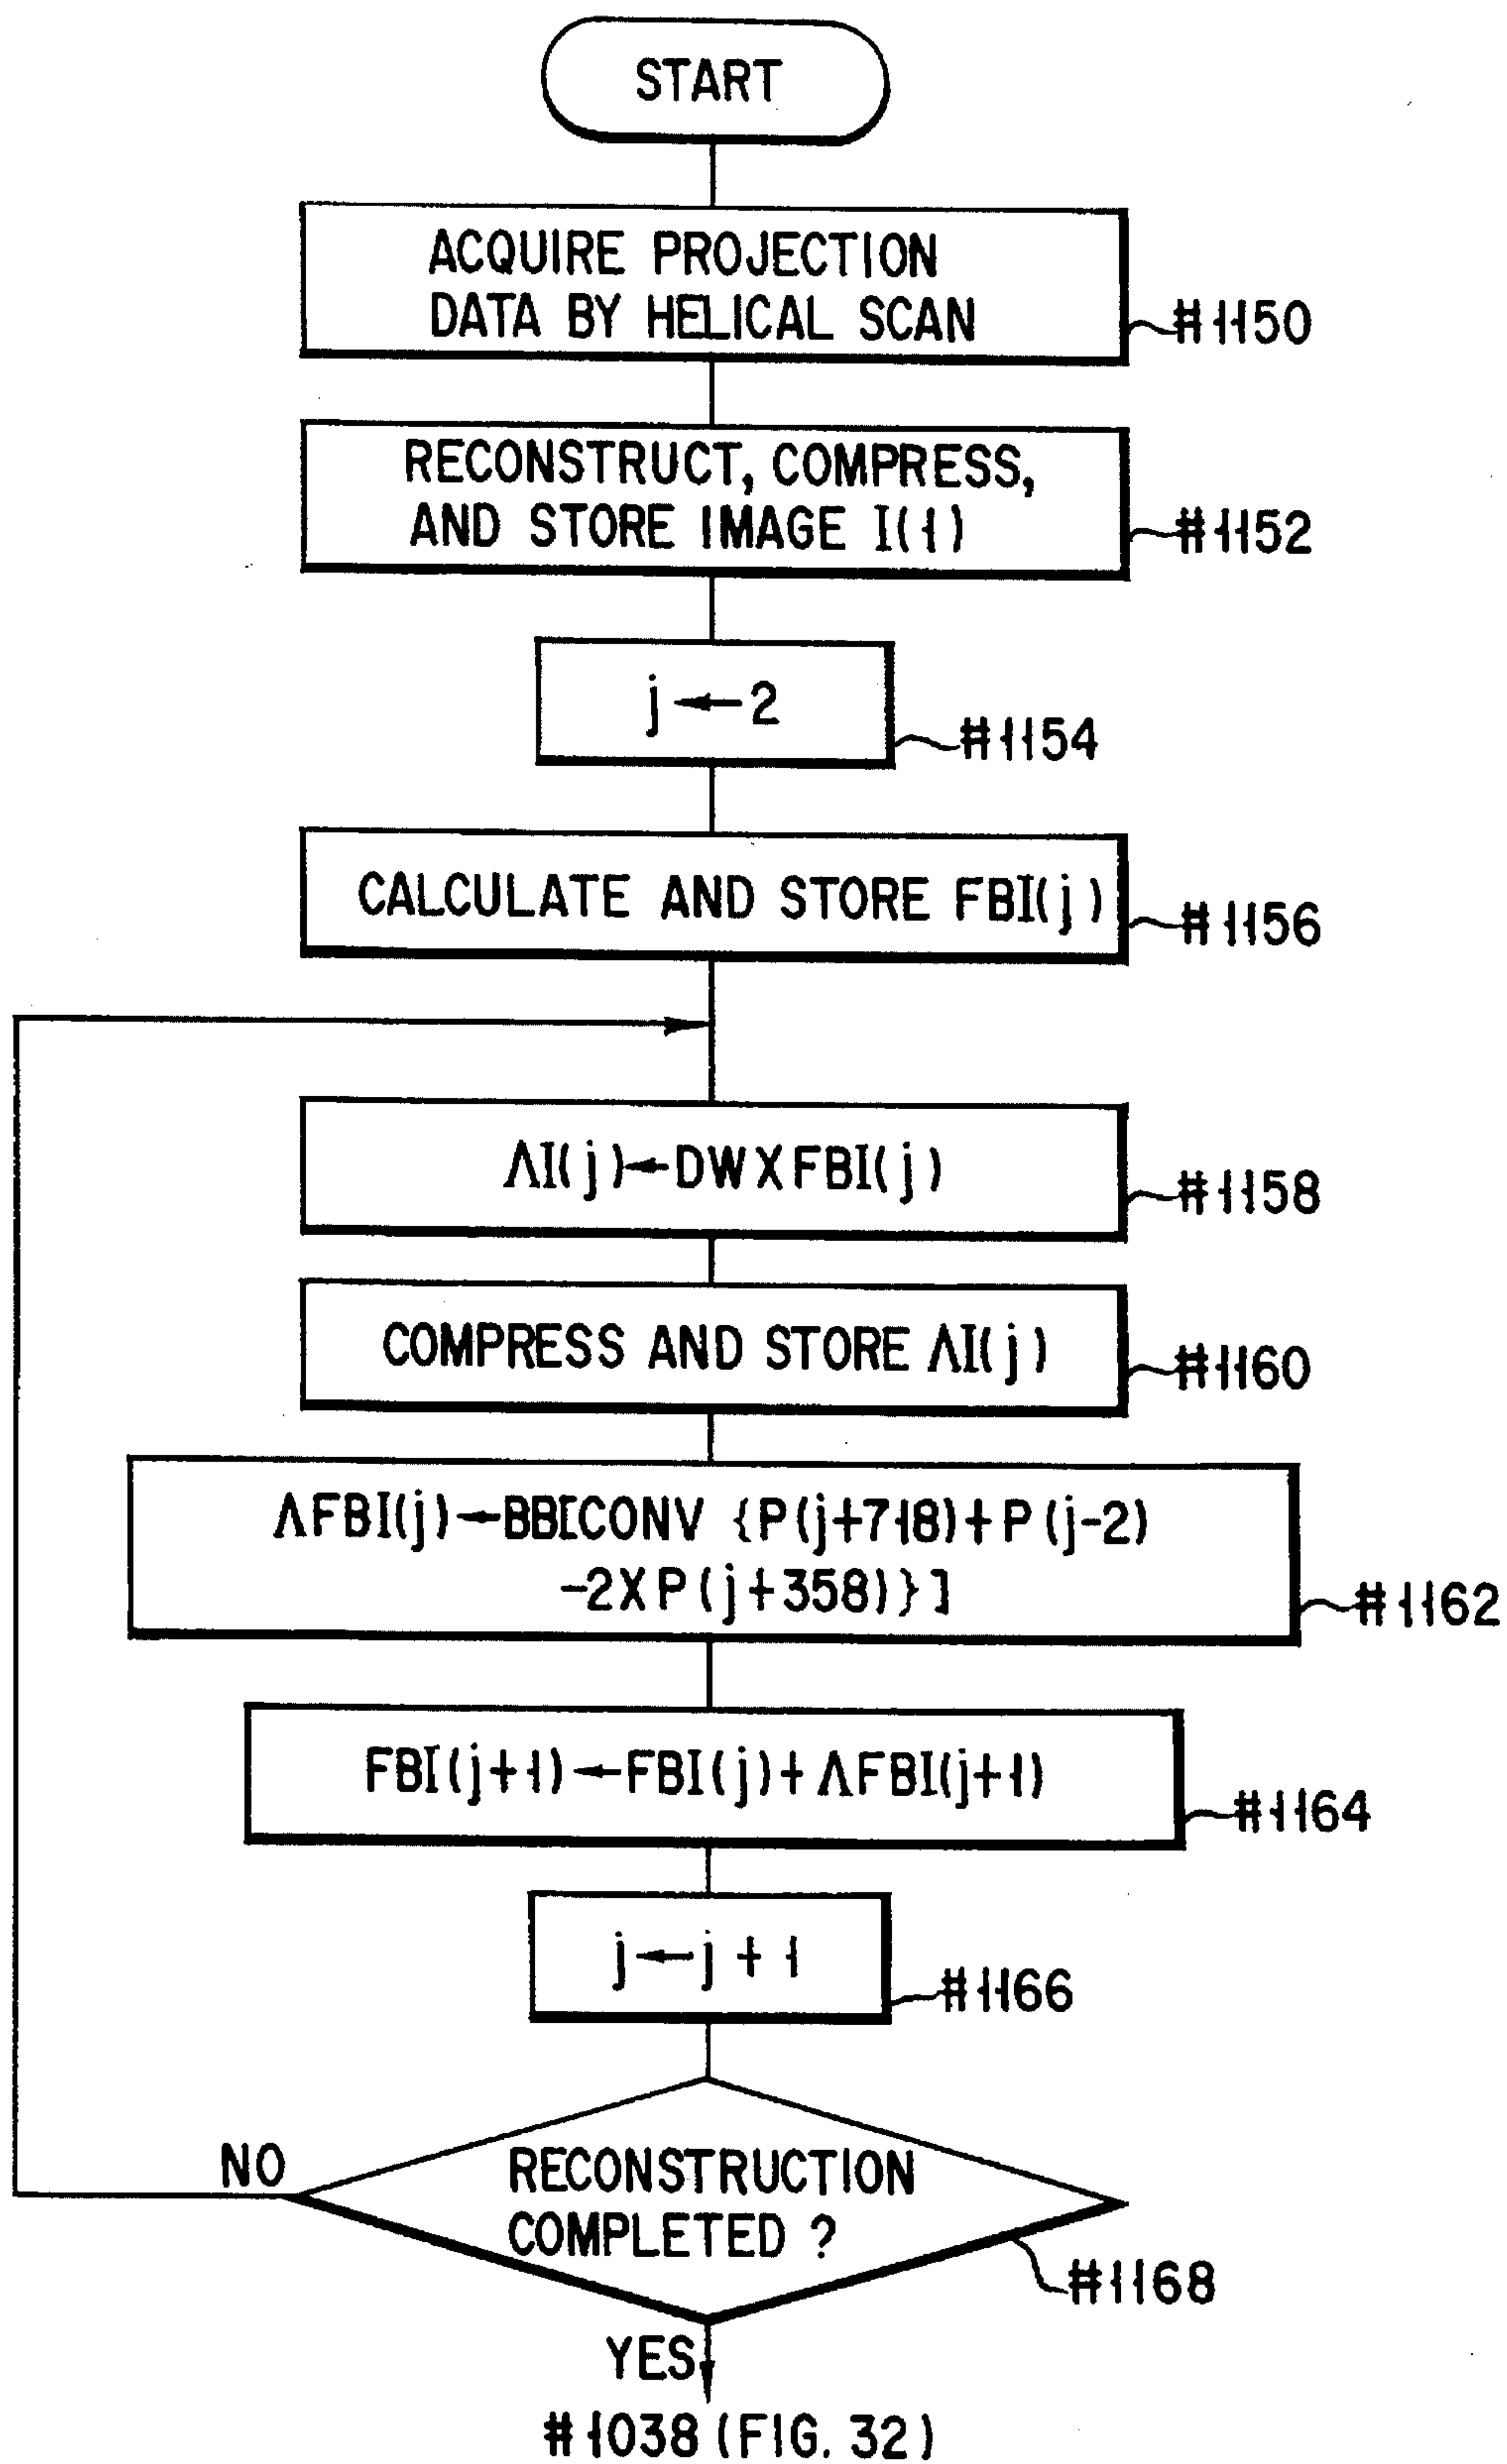 START
ACQUIRE PROJECTION
DATA BY HELICAL SCAN
#1150
RECONSTRUCT, COMPRESS,
AND STORE IMAGE I(1)
#1152
j←2
#1154
CALCULATE AND STORE FBI(j)
#1156
ΛI(j)←DWXFBI(j)
#1158
COMPRESS AND STORE ΛI(j)
#1160
ΛFBI(j)←BB[CONV {P(j+718)+P(j-2)
-2XP(j+358)}]
#1162
FBI(j+1)←FBI(j)+ΛFBI(j+1)
#1164
j←j+1
#1166
NO
RECONSTRUCTION
COMPLETED ?
#1168
YES
#1038 (FIG. 32)